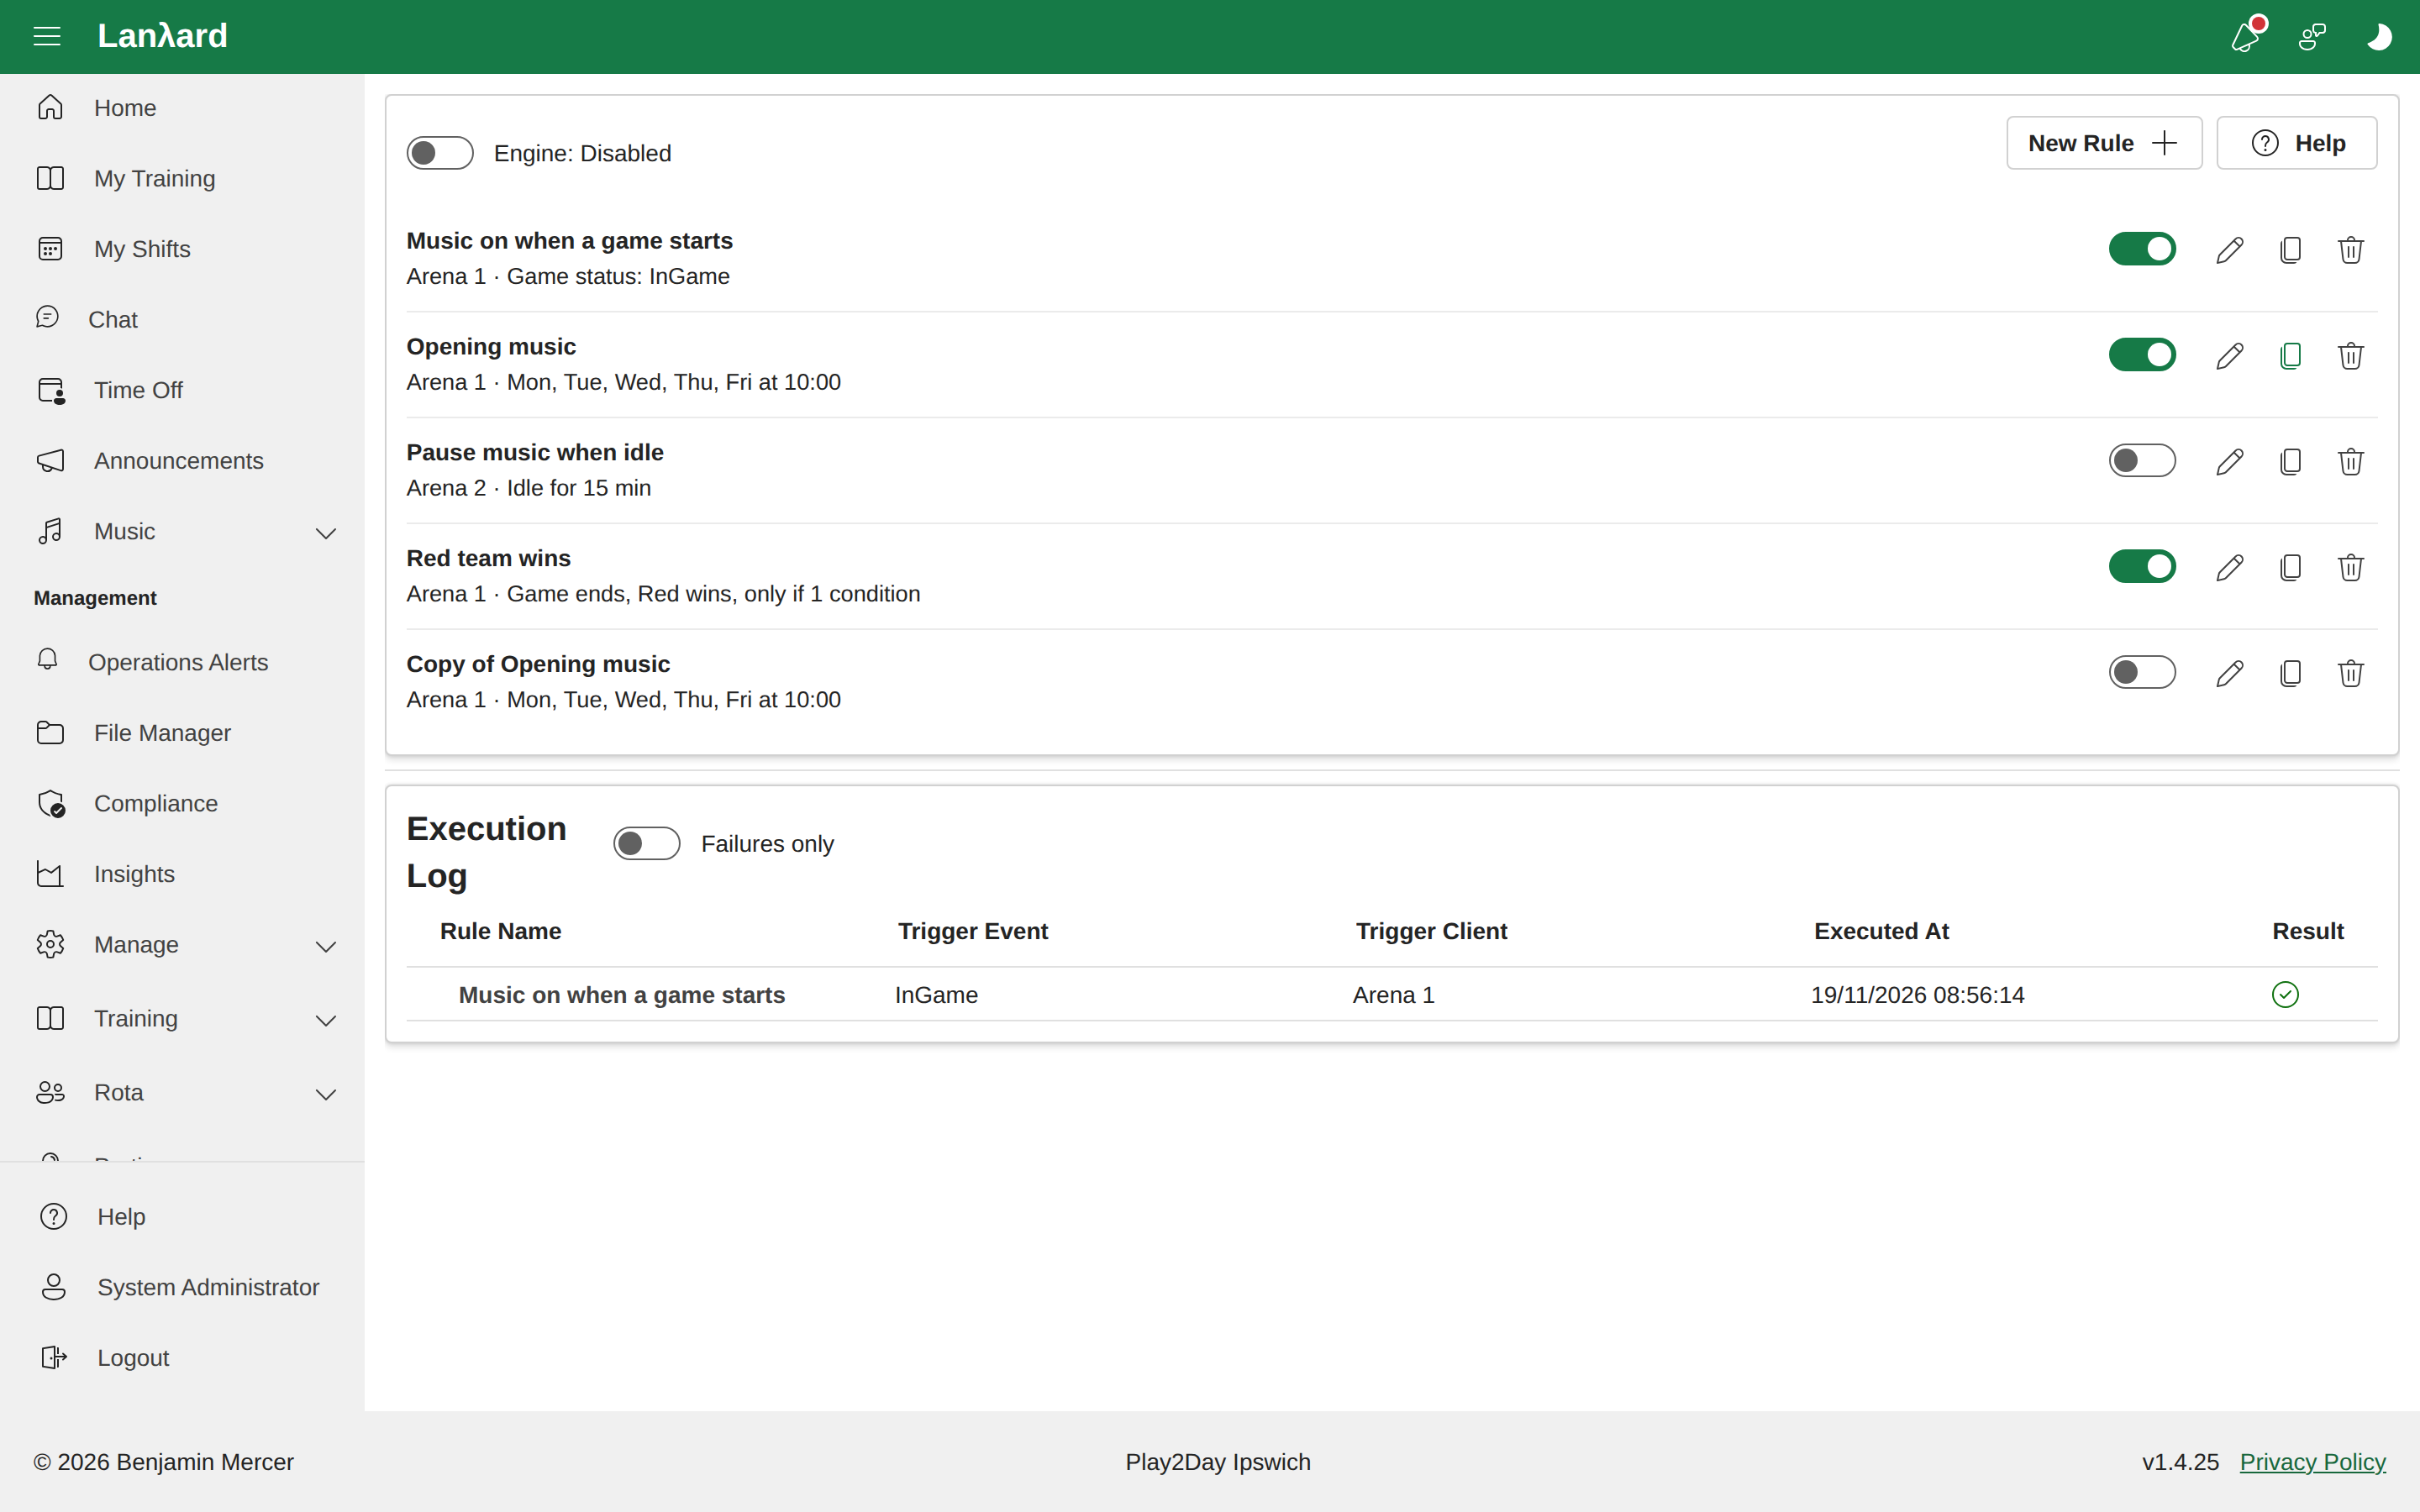 Lanλard
Home
My Training
My Shifts
Chat
Time Off
Announcements
Music
Management
Operations Alerts
File Manager
Compliance
Insights
Manage
Training
Rota
Help
System Administrator
Logout
Engine: Disabled
New Rule
Help
Music on when a game starts
Arena 1 · Game status: InGame
Opening music
Arena 1 · Mon, Tue, Wed, Thu, Fri at 10:00
Pause music when idle
Arena 2 · Idle for 15 min
Red team wins
Arena 1 · Game ends, Red wins, only if 1 condition
Copy of Opening music
Arena 1 · Mon, Tue, Wed, Thu, Fri at 10:00
Execution
Log
Failures only
Rule Name Trigger Event Trigger Client Executed At Result
Music on when a game starts InGame Arena 1 19/11/2026 08:56:14
© 2026 Benjamin Mercer Play2Day Ipswich v1.4.25 Privacy Policy